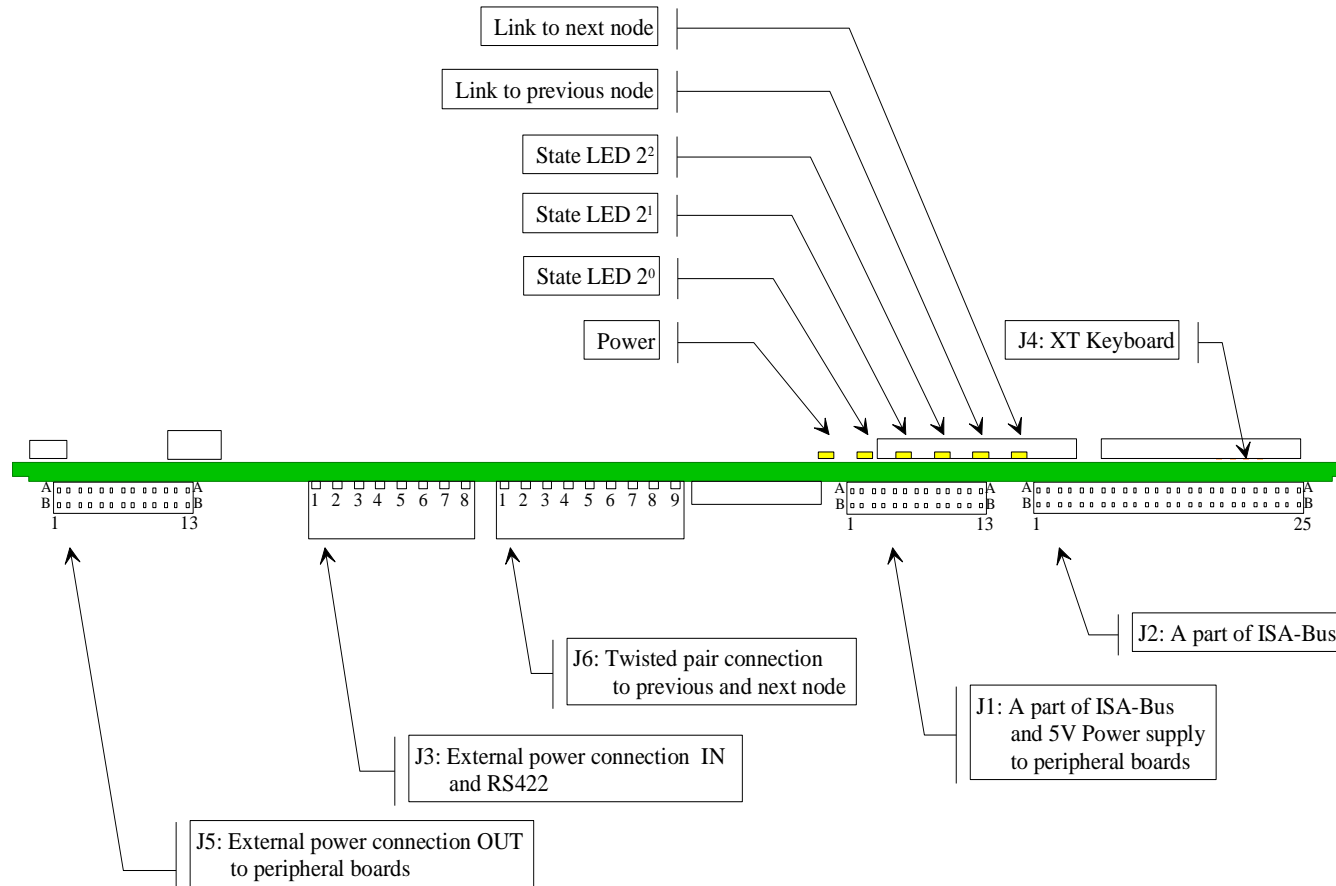 Link to next node
Link to previous node
State LED 2²
State LED 2¹
State LED 2⁰
Power
J4: XT Keyboard
A A
B B
1 13
1 2 3 4 5 6 7 8
1 2 3 4 5 6 7 8 9
A A
B B
1 13
A A
B B
1 25
J2: A part of ISA-Bus
J6: Twisted pair connection
to previous and next node
J1: A part of ISA-Bus
and 5V Power supply
to peripheral boards
J3: External power connection IN
and RS422
J5: External power connection OUT
to peripheral boards